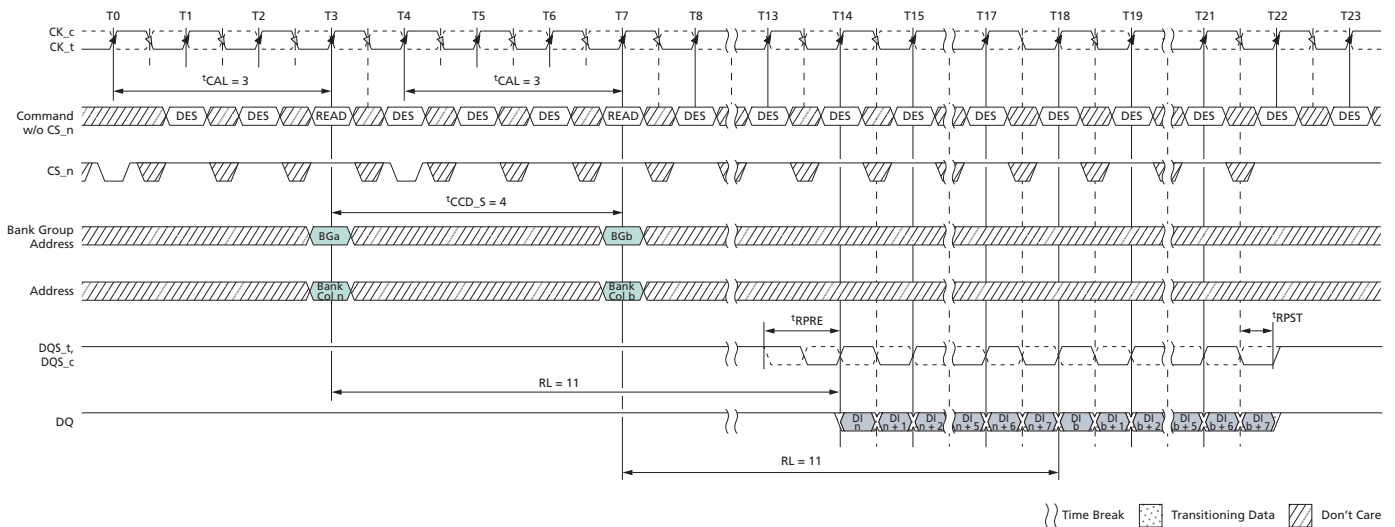 T0 T1 T2 T3 T4 T5 T6 T7 T8 T13 T14 T15 T17 T18 T19 T21 T22 T23
CK_c
CK_t
tCAL = 3 tCAL = 3
Command
w/o CS_n
DES DES READ DES DES DES READ DES DES DES DES DES DES DES DES DES DES
CS_n
tCCD_S = 4
Bank Group
Address
BGa BGb
Address
Bank
Col n
Bank
Col b
tRPRE tRPST
DQS_t,
DQS_c
RL = 11
DQ
DI
n
DI
n + 1
DI
n + 2
DI
n + 5
DI
n + 6
DI
n + 7
DI
b
DI
b + 1
DI
b + 2
DI
b + 5
DI
b + 6
DI
b + 7
RL = 11
Time Break Transitioning Data Don't Care